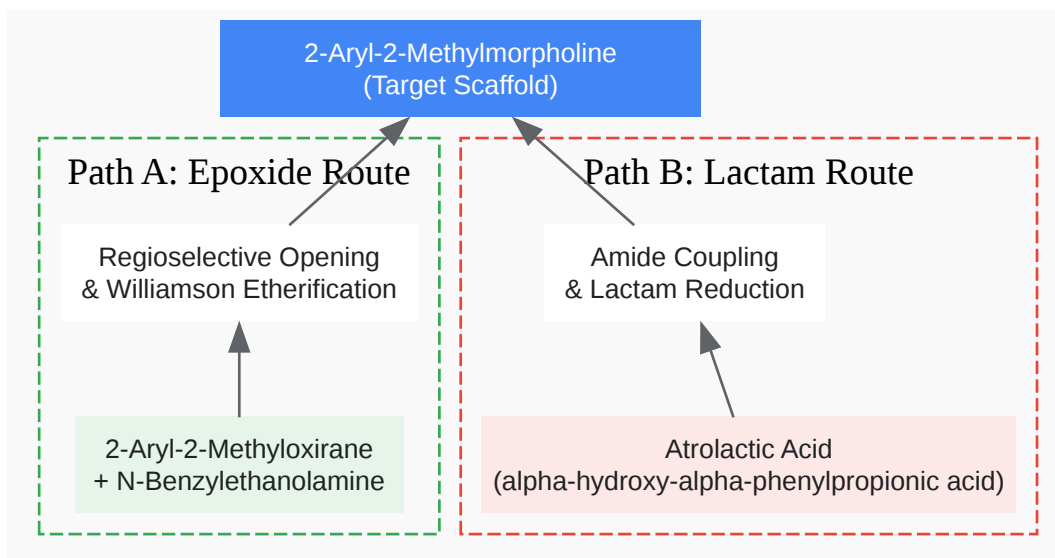 2-Aryl-2-Methylmorpholine
(Target Scaffold)
Path A: Epoxide Route
Regioselective Opening
& Williamson Etherification
2-Aryl-2-Methyloxirane
+ N-Benzylethanolamine
Path B: Lactam Route
Amide Coupling
& Lactam Reduction
Atrolactic Acid
(alpha-hydroxy-alpha-phenylpropionic acid)